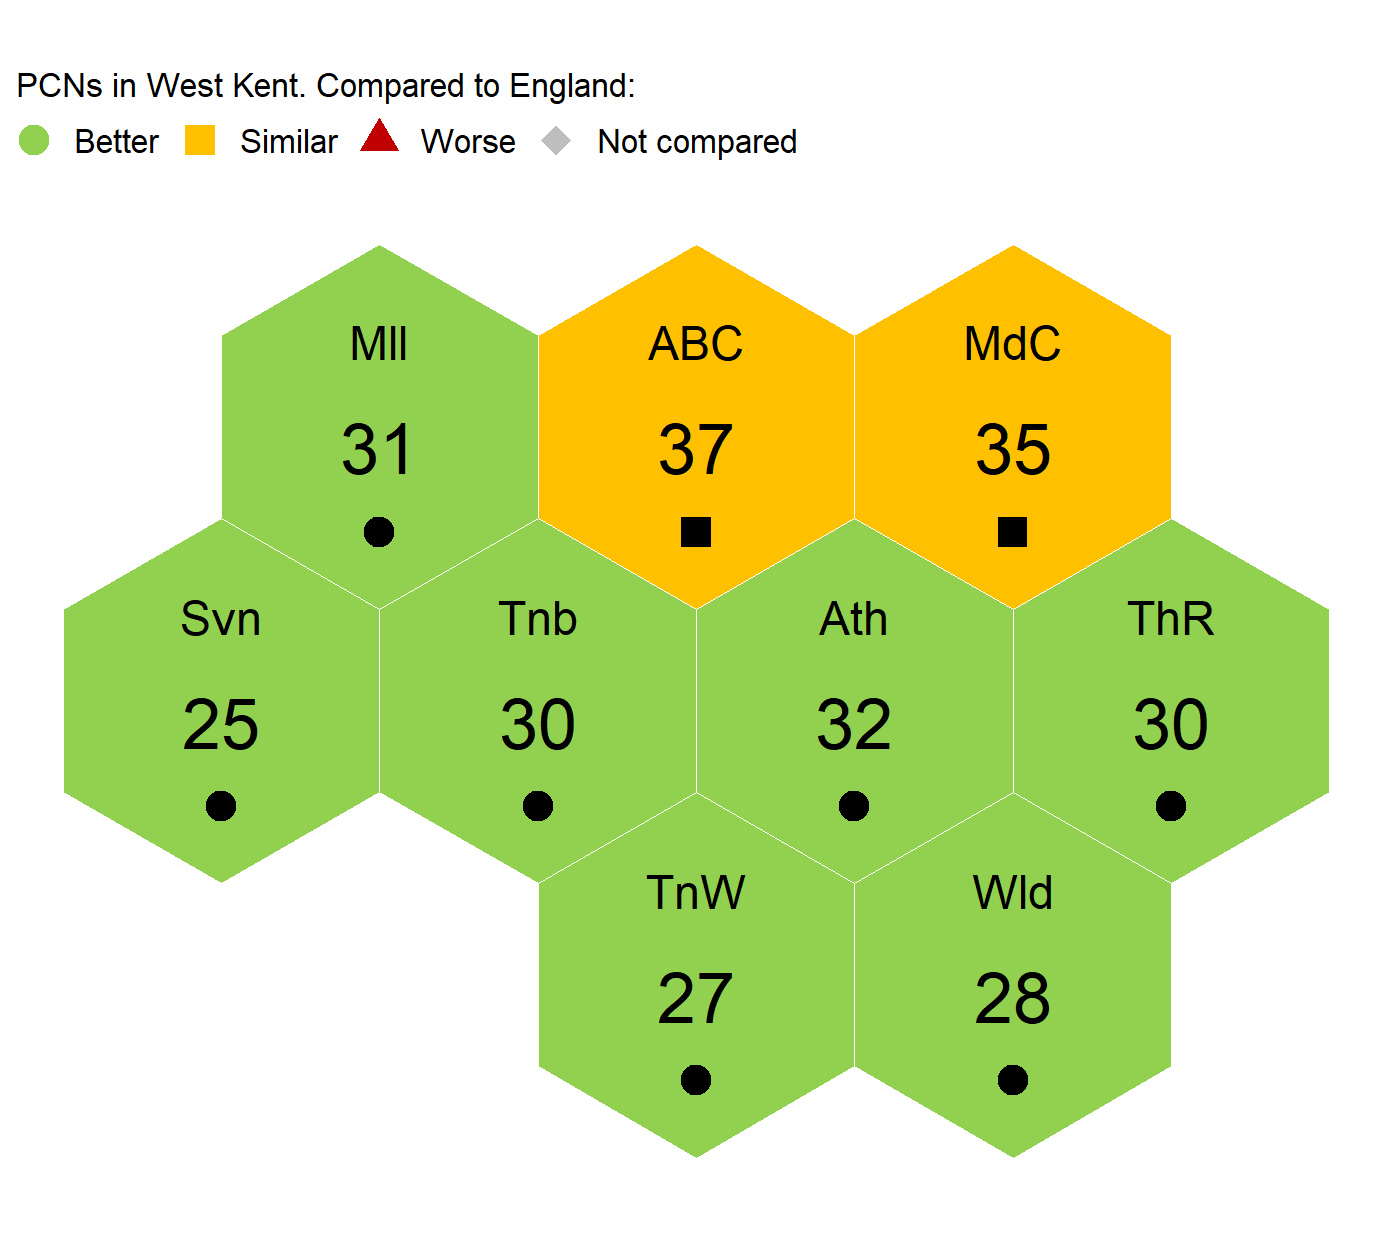 PCNs in West Kent. Compared to England:
Better Similar Worse Not compared
Mll ABC MdC
31 37 35
Svn Tnb Ath ThR
25 30 32 30
TnW Wld
27 28